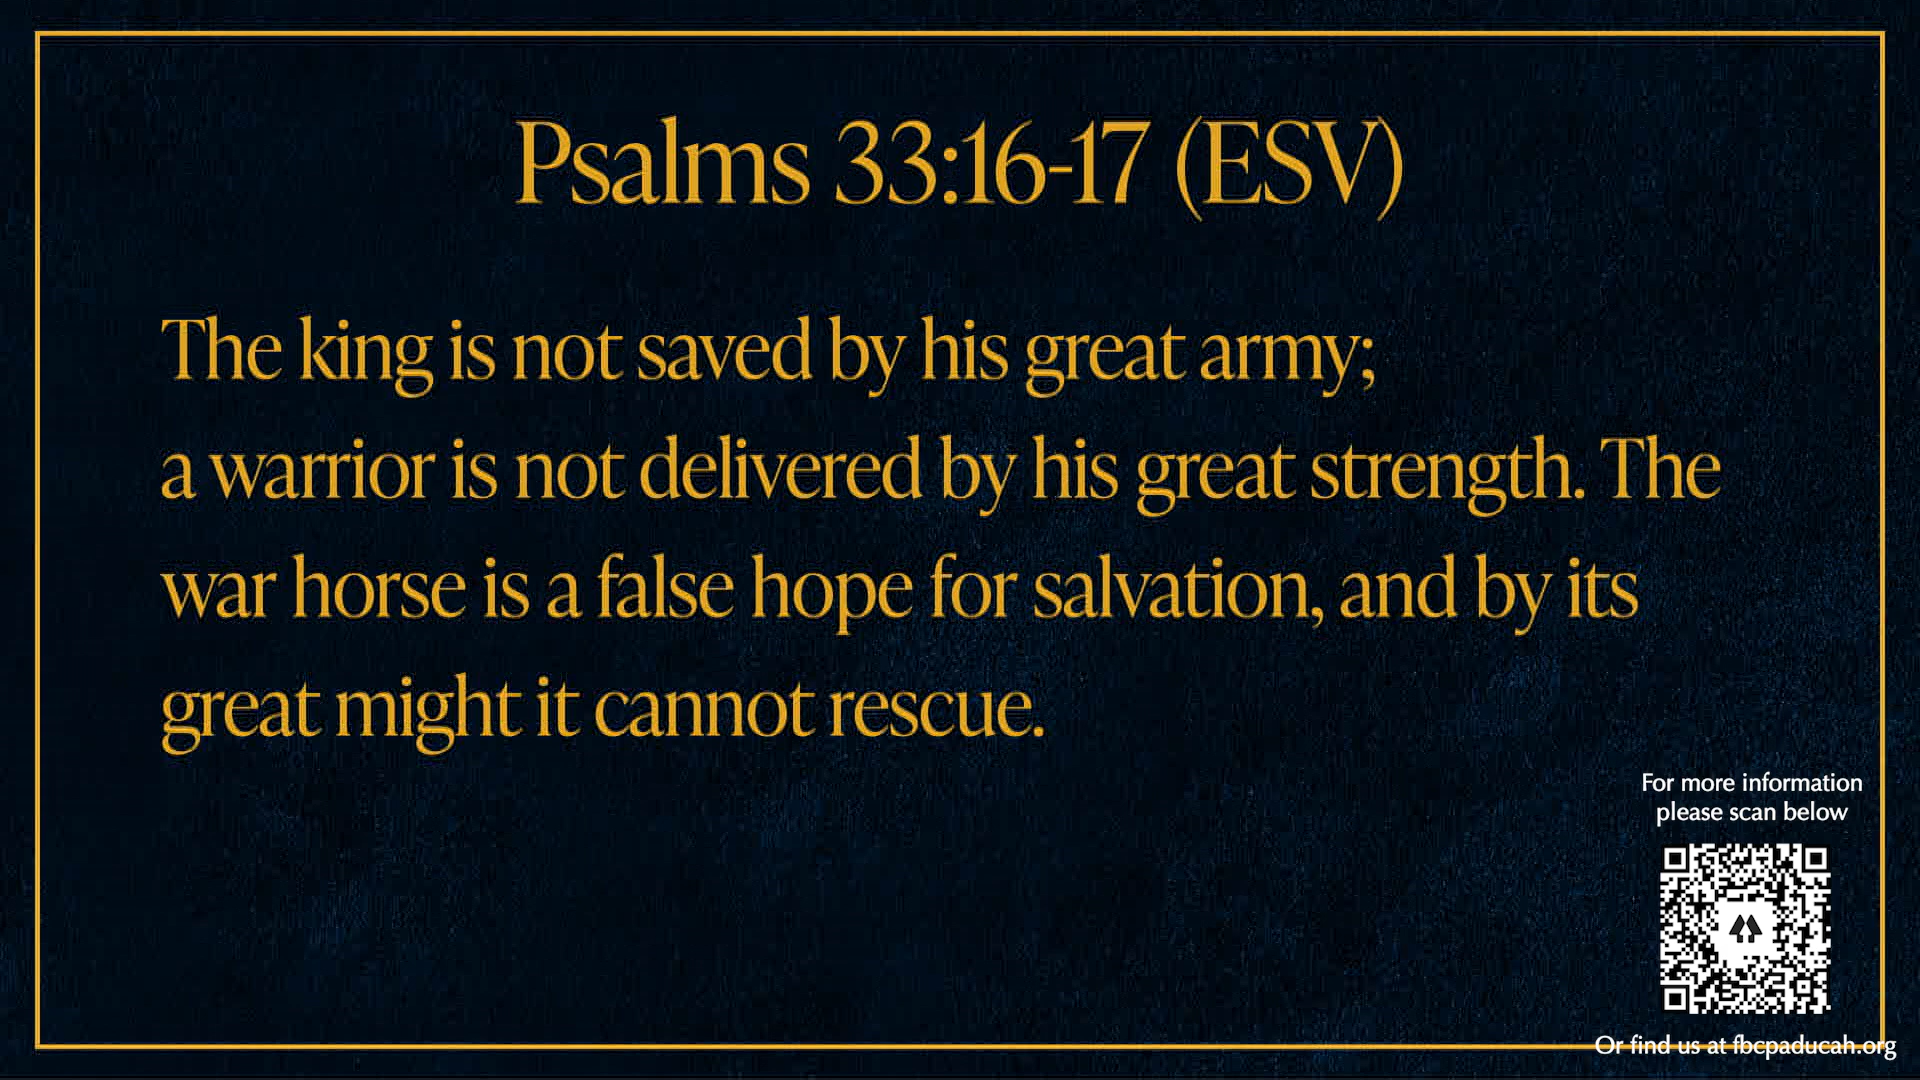 Psalms 33:16-17 (ESV)
The king is not saved by his great army;
a warrior is not delivered by his great strength. The
war horse is a false hope for salvation, and by its
great might it cannot rescue.
For more information
please scan below
Or find us at fbcpaducah.org